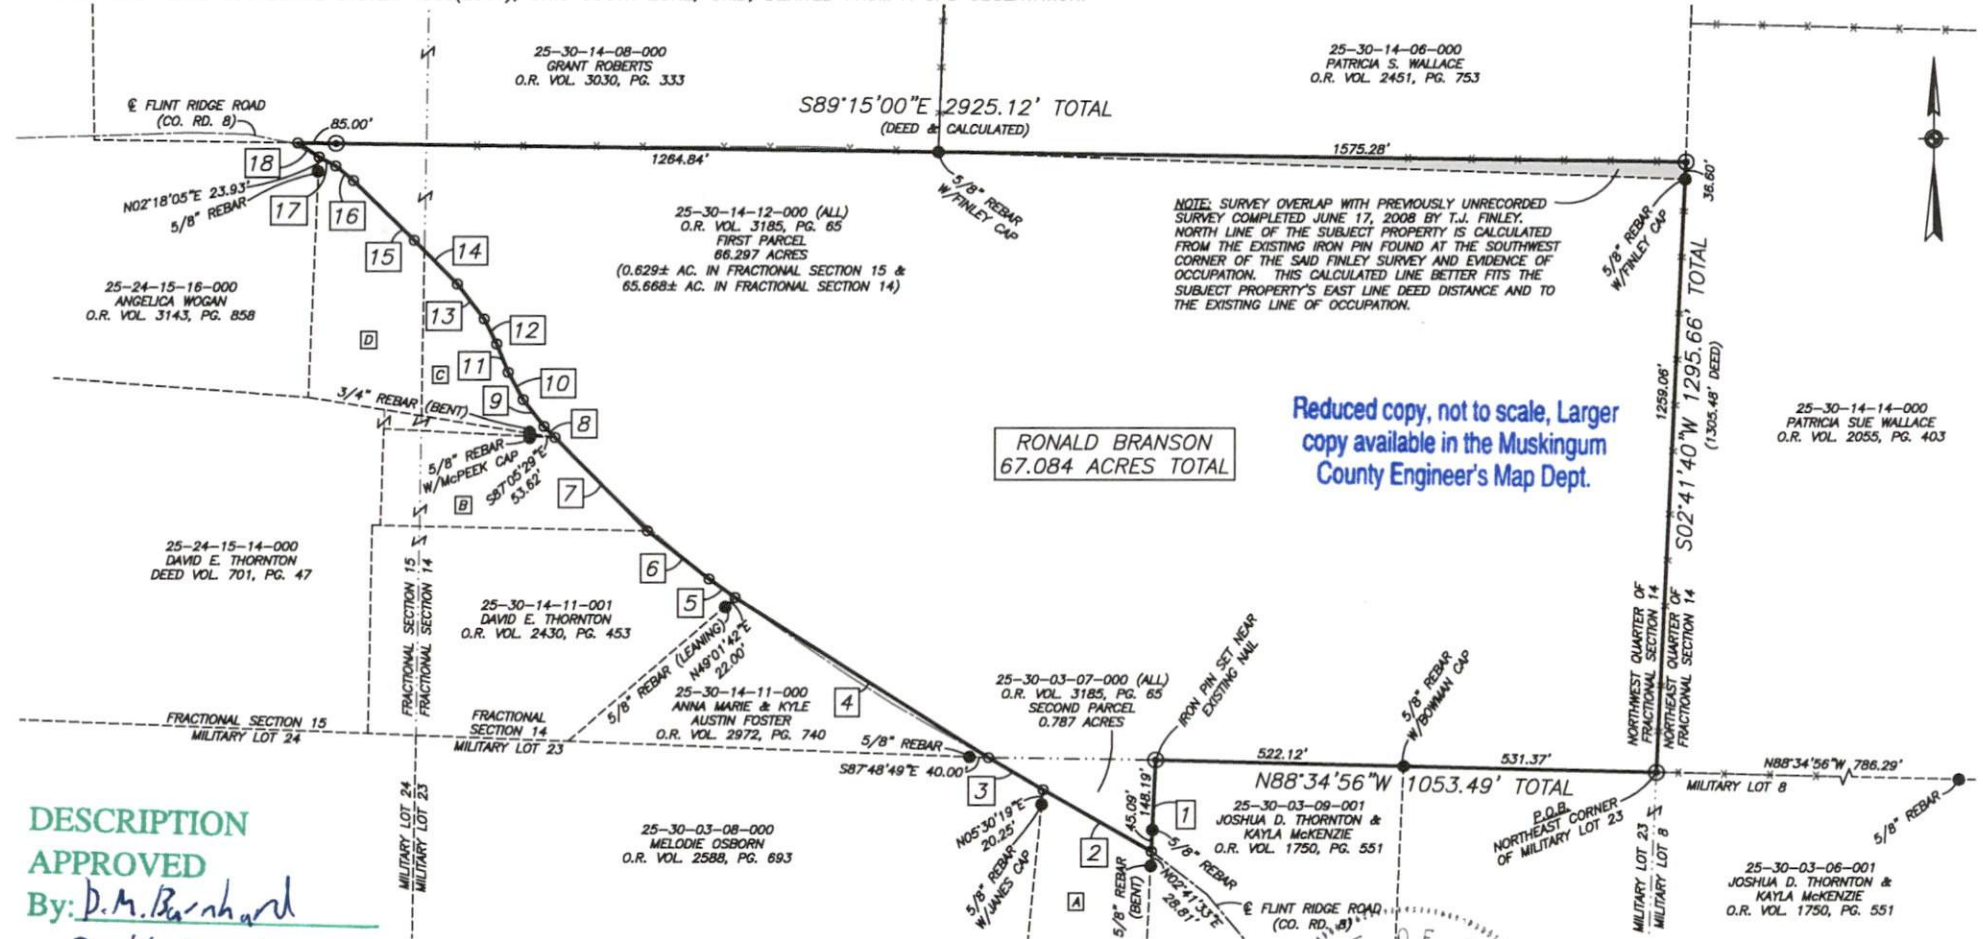 25-30-14-08-000
GRANT ROBERTS
O.R. VOL. 3030, PG. 333
25-30-14-06-000
PATRICIA S. WALLACE
O.R. VOL. 2451, PG. 753
℄ FLINT RIDGE ROAD
(CO. RD. 8)
85.00'
S89°15'00"E 2925.12' TOTAL
(DEED & CALCULATED)
1264.84'
1575.28'
36.60'
18
N02°18'05"E 23.93'
5/8" REBAR
17
16
15
14
13
12
11
10
9
8
7
6
5
4
3
2
1
5/8" REBAR
W/FINLEY CAP
25-30-14-12-000 (ALL)
O.R. VOL. 3185, PG. 65
FIRST PARCEL
66.297 ACRES
(0.629± AC. IN FRACTIONAL SECTION 15 &
65.668± AC. IN FRACTIONAL SECTION 14)
NOTE: SURVEY OVERLAP WITH PREVIOUSLY UNRECORDED
SURVEY COMPLETED JUNE 17, 2008 BY T.J. FINLEY.
NORTH LINE OF THE SUBJECT PROPERTY IS CALCULATED
FROM THE EXISTING IRON PIN FOUND AT THE SOUTHWEST
CORNER OF THE SAID FINLEY SURVEY AND EVIDENCE OF
OCCUPATION. THIS CALCULATED LINE BETTER FITS THE
SUBJECT PROPERTY'S EAST LINE DEED DISTANCE AND TO
THE EXISTING LINE OF OCCUPATION.
5/8" REBAR
W/FINLEY CAP
25-24-15-16-000
ANGELICA WOGAN
O.R. VOL. 3143, PG. 858
D
C
3/4" REBAR (BENT)
5/8" REBAR
W/McPEEK CAP
S87°05'29"E
53.62'
B
RONALD BRANSON
67.084 ACRES TOTAL
Reduced copy, not to scale, Larger
copy available in the Muskingum
County Engineer's Map Dept.
1259.06'
S02°41'40"W 1295.66' TOTAL
(1305.48' DEED)
25-30-14-14-000
PATRICIA SUE WALLACE
O.R. VOL. 2055, PG. 403
25-24-15-14-000
DAVID E. THORNTON
DEED VOL. 701, PG. 47
FRACTIONAL SECTION 15
FRACTIONAL SECTION 14
25-30-14-11-001
DAVID E. THORNTON
O.R. VOL. 2430, PG. 453
5/8" REBAR (LEANING)
N49°01'42"E
22.00'
25-30-14-11-000
ANNA MARIE & KYLE
AUSTIN FOSTER
O.R. VOL. 2972, PG. 740
25-30-03-07-000 (ALL)
O.R. VOL. 3185, PG. 65
SECOND PARCEL
0.787 ACRES
IRON PIN SET NEAR
EXISTING NAIL
5/8" REBAR
W/BOWMAN CAP
NORTHWEST QUARTER OF
FRACTIONAL SECTION 14
NORTHEAST QUARTER OF
FRACTIONAL SECTION 14
FRACTIONAL SECTION 15
MILITARY LOT 24
FRACTIONAL
SECTION 14
MILITARY LOT 23
5/8" REBAR
S87°48'49"E 40.00'
522.12'
531.37'
N88°34'56"W 1053.49' TOTAL
N88°34'56"W 786.29'
MILITARY LOT 8
5/8" REBAR
P.O.B.
NORTHEAST CORNER
OF MILITARY LOT 23
MILITARY LOT 23
MILITARY LOT 8
148.19'
45.09'
25-30-03-09-001
JOSHUA D. THORNTON &
KAYLA McKENZIE
O.R. VOL. 1750, PG. 551
MILITARY LOT 24
MILITARY LOT 23
25-30-03-08-000
MELODIE OSBORN
O.R. VOL. 2588, PG. 693
N05°30'19"E
20.25'
5/8" REBAR
W/JANES CAP
5/8" REBAR
5/8" REBAR
(BENT)
N02°41'33"E
28.81'
A
℄ FLINT RIDGE ROAD
(CO. RD. 8)
25-30-03-06-001
JOSHUA D. THORNTON &
KAYLA McKENZIE
O.R. VOL. 1750, PG. 551
DESCRIPTION
APPROVED
By: D.M. Barnhard